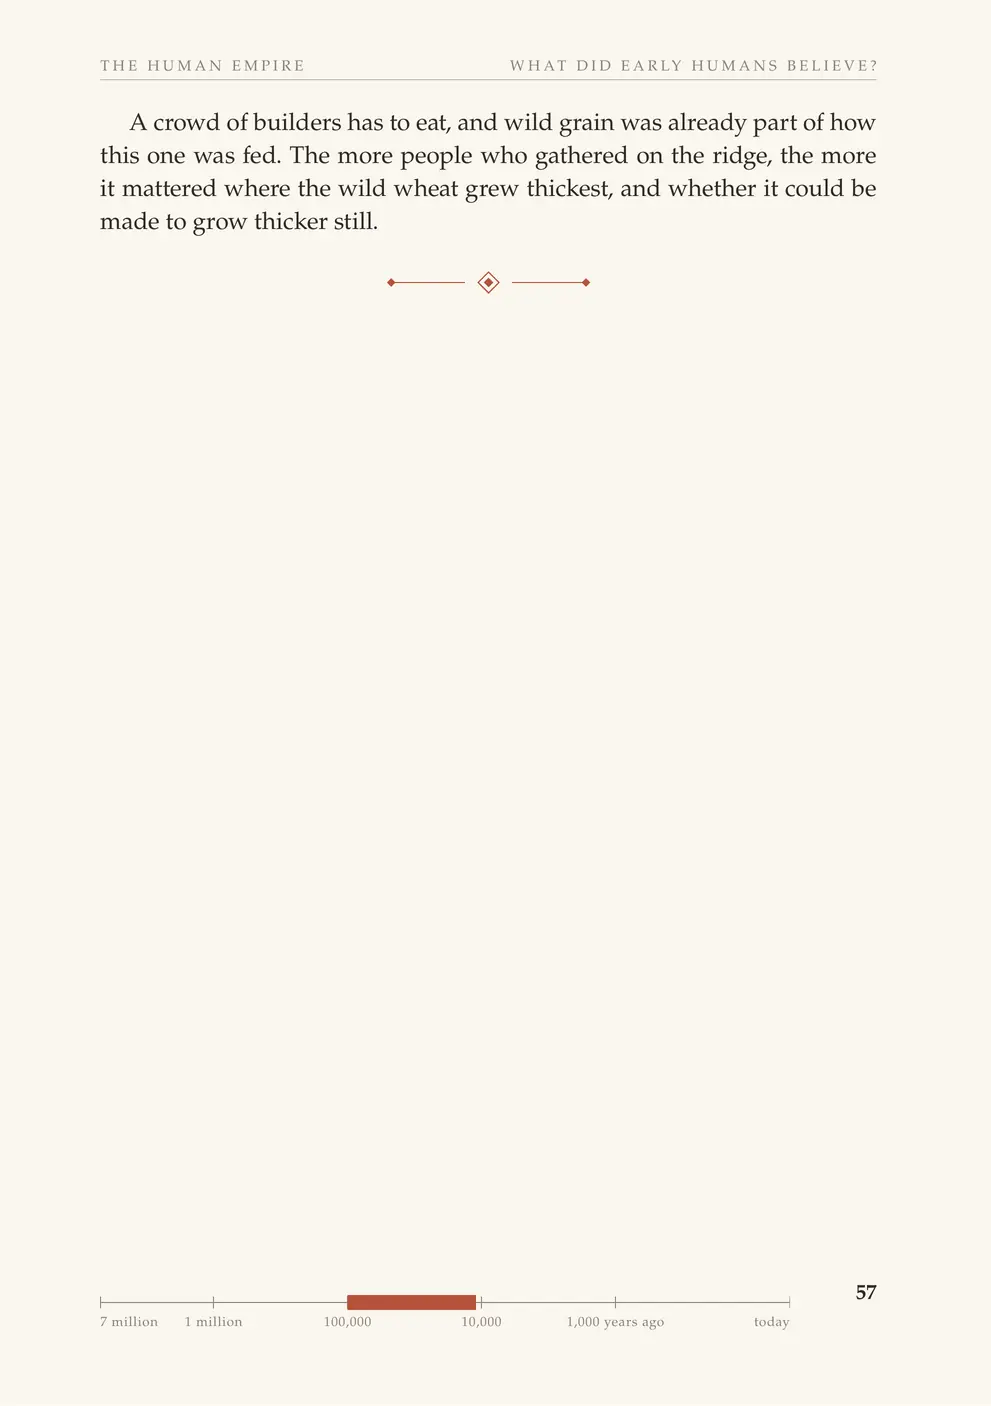 THE HUMAN EMPIRE
WHAT DID EARLY HUMANS BELIEVE?
A crowd of builders has to eat, and wild grain was already part of how
this one was fed. The more people who gathered on the ridge, the more
it mattered where the wild wheat grew thickest, and whether it could be
made to grow thicker still.
57
7 million 1 million 100,000 10,000 1,000 years ago today